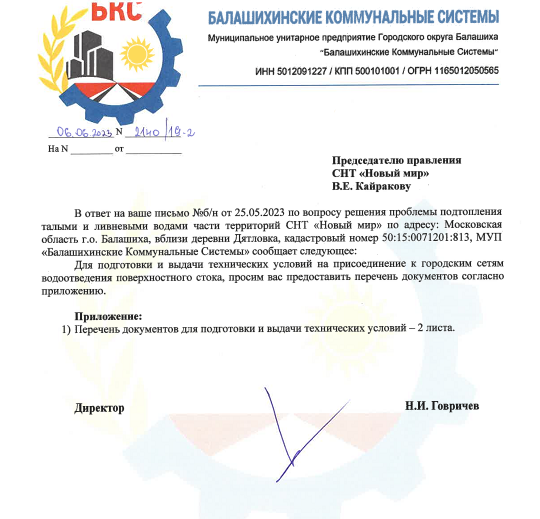 БКС
БАЛАШИХИНСКИЕ КОММУНАЛЬНЫЕ СИСТЕМЫ
Муниципальное унитарное предприятие Городского округа Балашиха
"Балашихинские Коммунальные Системы"
ИНН 5012091227 / КПП 500101001 / ОГРН 1165012050565
06.06.2023 N 2140/19-2
На N ________ от ________
Председателю правления
СНТ «Новый мир»
В.Е. Кайракову
В ответ на ваше письмо №б/н от 25.05.2023 по вопросу решения проблемы подтопления
талыми и ливневыми водами части территорий СНТ «Новый мир» по адресу: Московская
область г.о. Балашиха, вблизи деревни Дятловка, кадастровый номер 50:15:0071201:813, МУП
«Балашихинские Коммунальные Системы» сообщает следующее:
Для подготовки и выдачи технических условий на присоединение к городским сетям
водоотведения поверхностного стока, просим вас предоставить перечень документов согласно
приложению.
Приложение:
1) Перечень документов для подготовки и выдачи технических условий – 2 листа.
Директор Н.И. Говричев